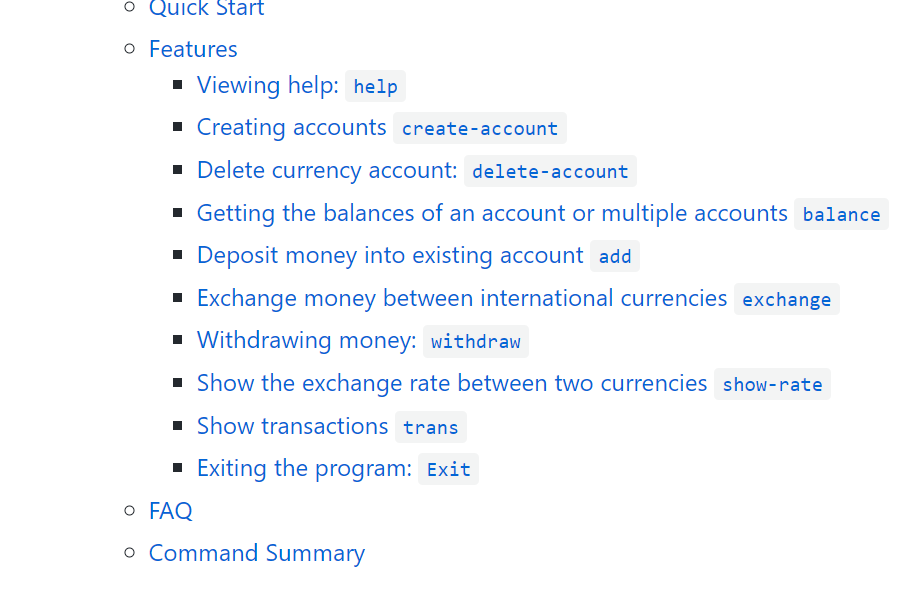 Quick Start
Features
Viewing help: help
Creating accounts create-account
Delete currency account: delete-account
Getting the balances of an account or multiple accounts balance
Deposit money into existing account add
Exchange money between international currencies exchange
Withdrawing money: withdraw
Show the exchange rate between two currencies show-rate
Show transactions trans
Exiting the program: Exit
FAQ
Command Summary